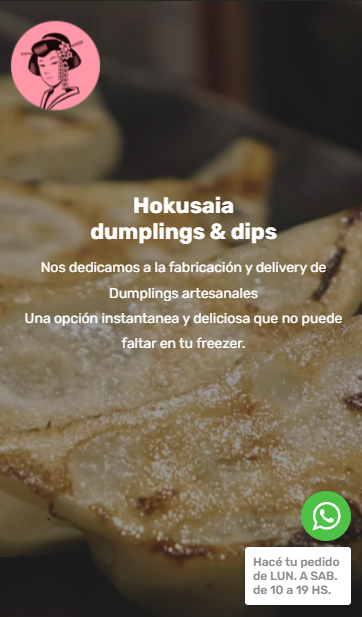 Hokusaia
dumplings & dips
Nos dedicamos a la fabricación y delivery de
Dumplings artesanales
Una opción instantanea y deliciosa que no puede
faltar en tu freezer.
Hacé tu pedido
de LUN. A SAB.
de 10 a 19 HS.